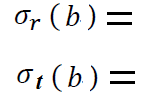 σᵣ(b) =
σₜ(b) =